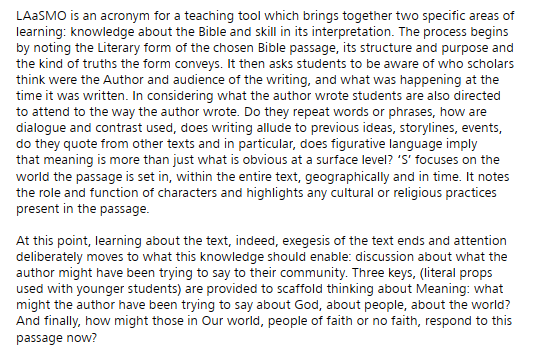 LAaSMO is an acronym for a teaching tool which brings together two specific areas of
learning: knowledge about the Bible and skill in its interpretation. The process begins
by noting the Literary form of the chosen Bible passage, its structure and purpose and
the kind of truths the form conveys. It then asks students to be aware of who scholars
think were the Author and audience of the writing, and what was happening at the
time it was written. In considering what the author wrote students are also directed
to attend to the way the author wrote. Do they repeat words or phrases, how are
dialogue and contrast used, does writing allude to previous ideas, storylines, events,
do they quote from other texts and in particular, does figurative language imply
that meaning is more than just what is obvious at a surface level? ‘S’ focuses on the
world the passage is set in, within the entire text, geographically and in time. It notes
the role and function of characters and highlights any cultural or religious practices
present in the passage.

At this point, learning about the text, indeed, exegesis of the text ends and attention
deliberately moves to what this knowledge should enable: discussion about what the
author might have been trying to say to their community. Three keys, (literal props
used with younger students) are provided to scaffold thinking about Meaning: what
might the author have been trying to say about God, about people, about the world?
And finally, how might those in Our world, people of faith or no faith, respond to this
passage now?